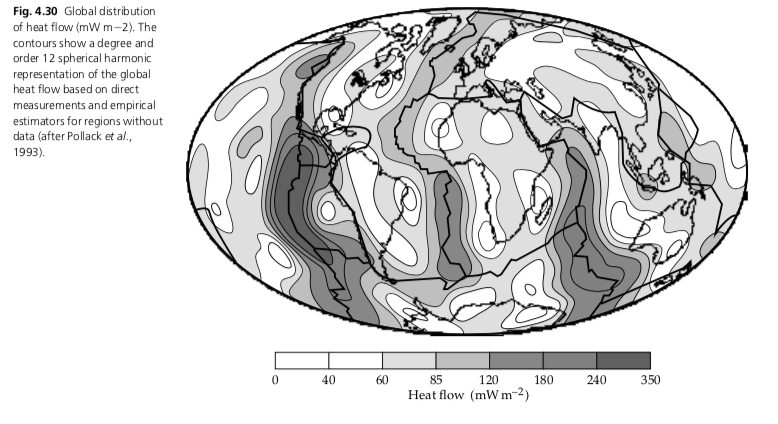 Fig. 4.30 Global distribution
of heat flow (mW m−2). The
contours show a degree and
order 12 spherical harmonic
representation of the global
heat flow based on direct
measurements and empirical
estimators for regions without
data (after Pollack et al.,
1993).
0 40 60 85 120 180 240 350
Heat flow (mW m−2)